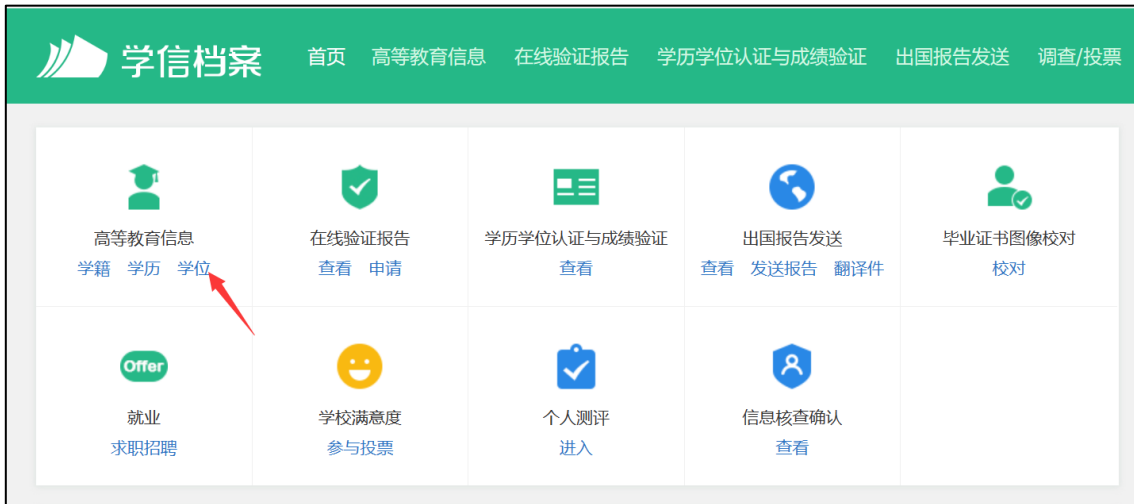 学信档案 首页 高等教育信息 在线验证报告 学历学位认证与成绩验证 出国报告发送 调查/投票
高等教育信息 在线验证报告 学历学位认证与成绩验证 出国报告发送 毕业证书图像校对
学籍 学历 学位 查看 申请 查看 查看 发送报告 翻译件 校对
Offer
就业 学校满意度 个人测评 信息核查确认
求职招聘 参与投票 进入 查看